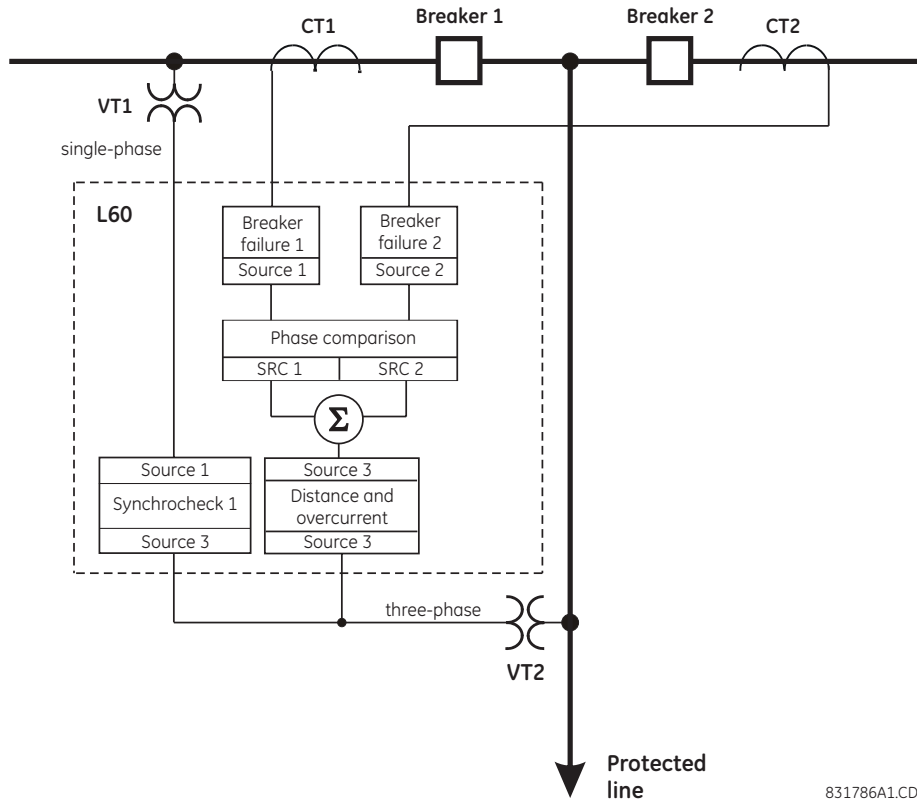 CT1
Breaker 1
Breaker 2
CT2
VT1
single-phase
L60
Breaker
failure 1
Source 1
Breaker
failure 2
Source 2
Phase comparison
SRC 1
SRC 2
Σ
Source 1
Synchrocheck 1
Source 3
Source 3
Distance and
overcurrent
Source 3
three-phase
VT2
Protected
line
831786A1.CD